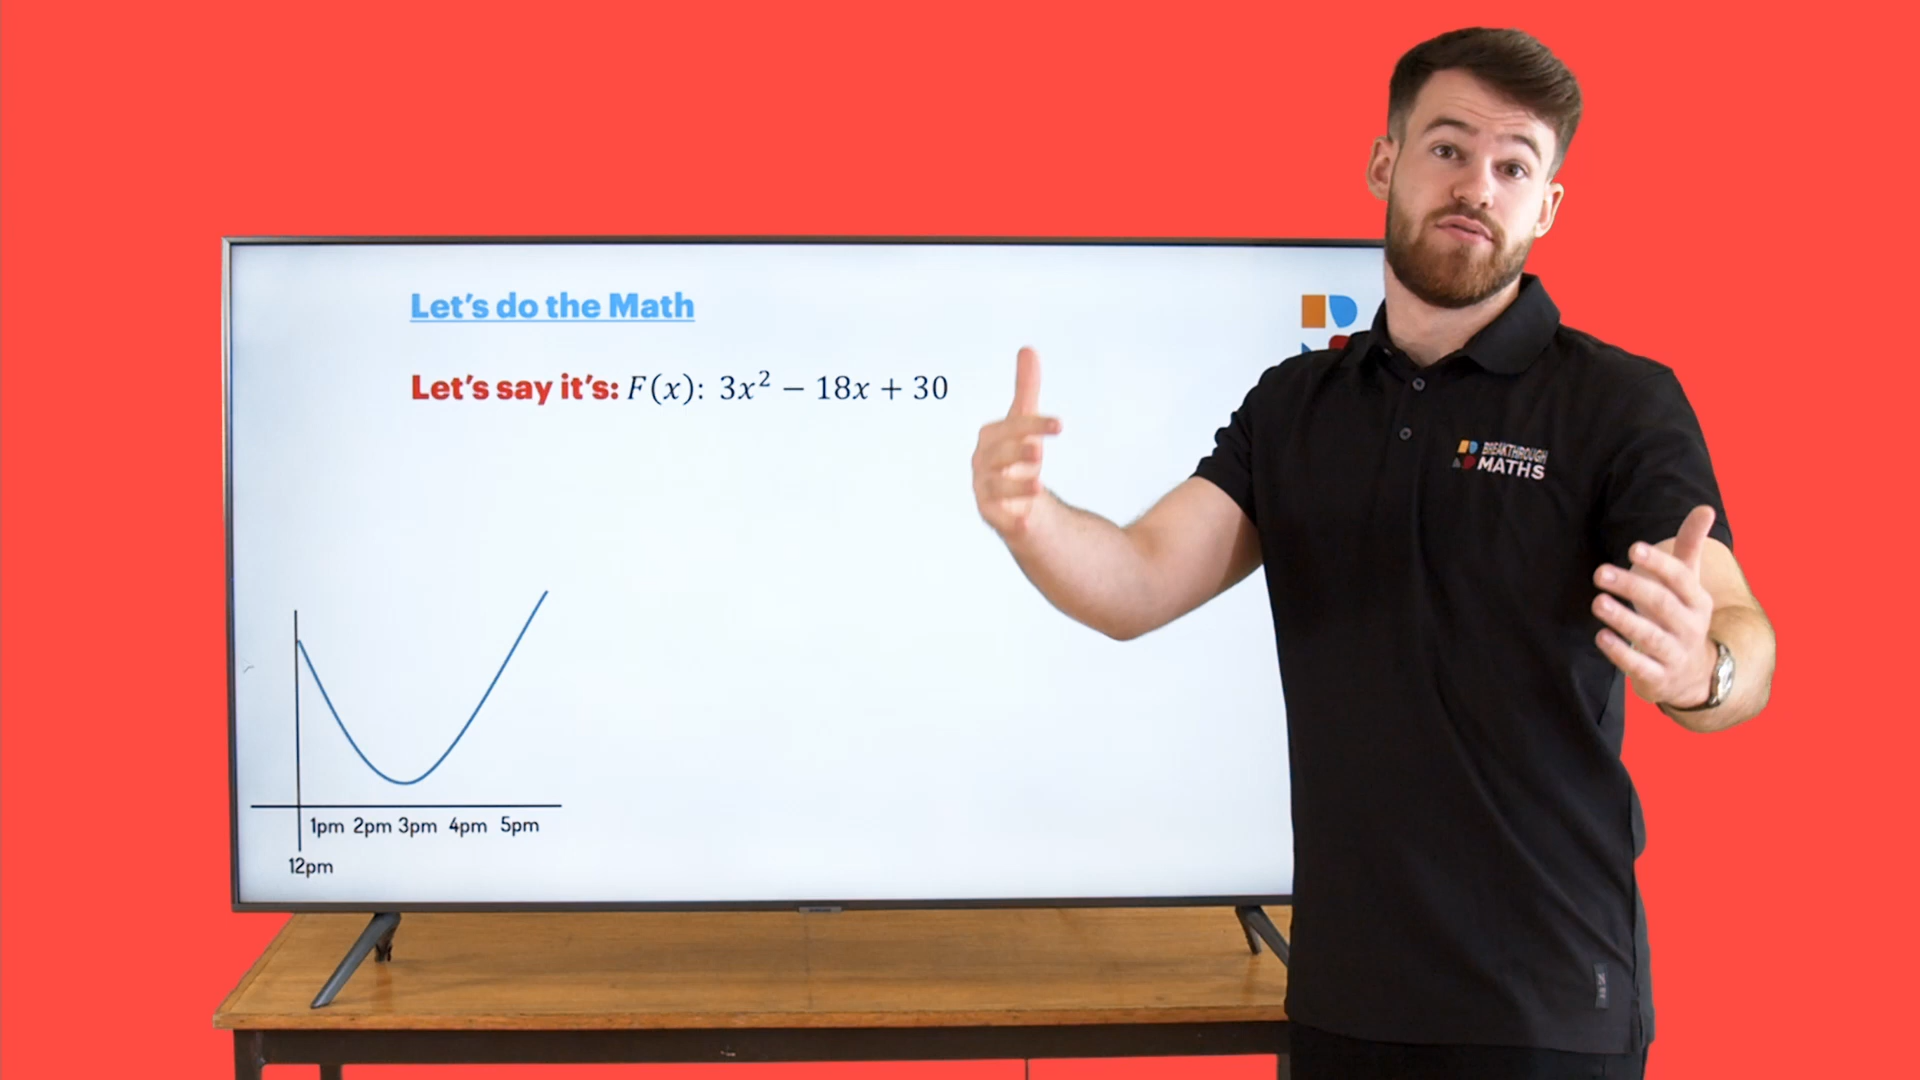 Let's do the Math
Let's say it's: F(x): 3x² − 18x + 30
BREAKTHROUGH
MATHS
1pm 2pm 3pm 4pm 5pm
12pm